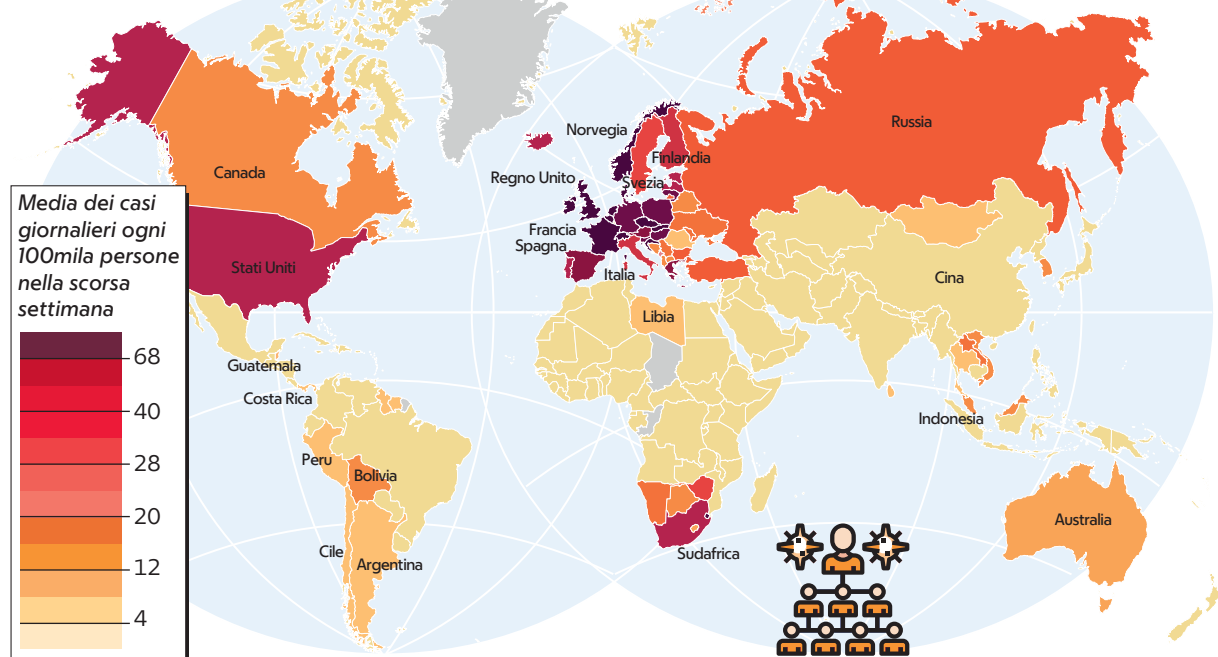 Norvegia
Russia
Finlandia
Canada
Regno Unito
Svezia
Media dei casi
giornalieri ogni
100mila persone
nella scorsa
settimana
Francia
Spagna
Stati Uniti
Italia
Cina
Libia
68
Guatemala
Costa Rica
40
Indonesia
Peru
28
Bolivia
20
Australia
Cile
Sudafrica
Argentina
12
4